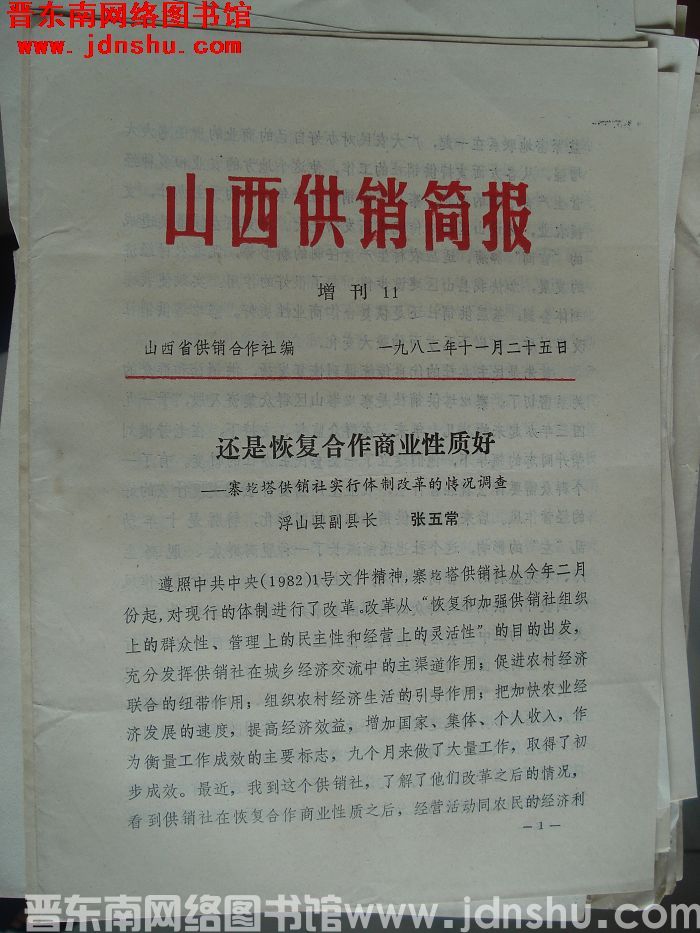 晋东南网络图书馆
www.jdnshu.com
山西供销简报
增刊 11
山西省供销合作社编 一九八二年十一月二十五日
还是恢复合作商业性质好
——寨圪塔供销社实行体制改革的情况调查
浮山县副县长 张五常
遵照中共中央(1982)1号文件精神,寨圪塔供销社从今年二月
份起,对现行的体制进行了改革。改革从“恢复和加强供销社组织
上的群众性、管理上的民主性和经营上的灵活性”的目的出发,
充分发挥供销社在城乡经济交流中的主渠道作用;促进农村经济
联合的纽带作用;组织农村经济生活的引导作用;把加快农业经
济发展的速度,提高经济效益,增加国家、集体、个人收入,作
为衡量工作成效的主要标志,九个月来做了大量工作,取得了初
步成效。最近,我到这个供销社,了解了他们改革之后的情况,
看到供销社在恢复合作商业性质之后,经营活动同农民的经济利
—1—
晋东南网络图书馆 www.jdnshu.com